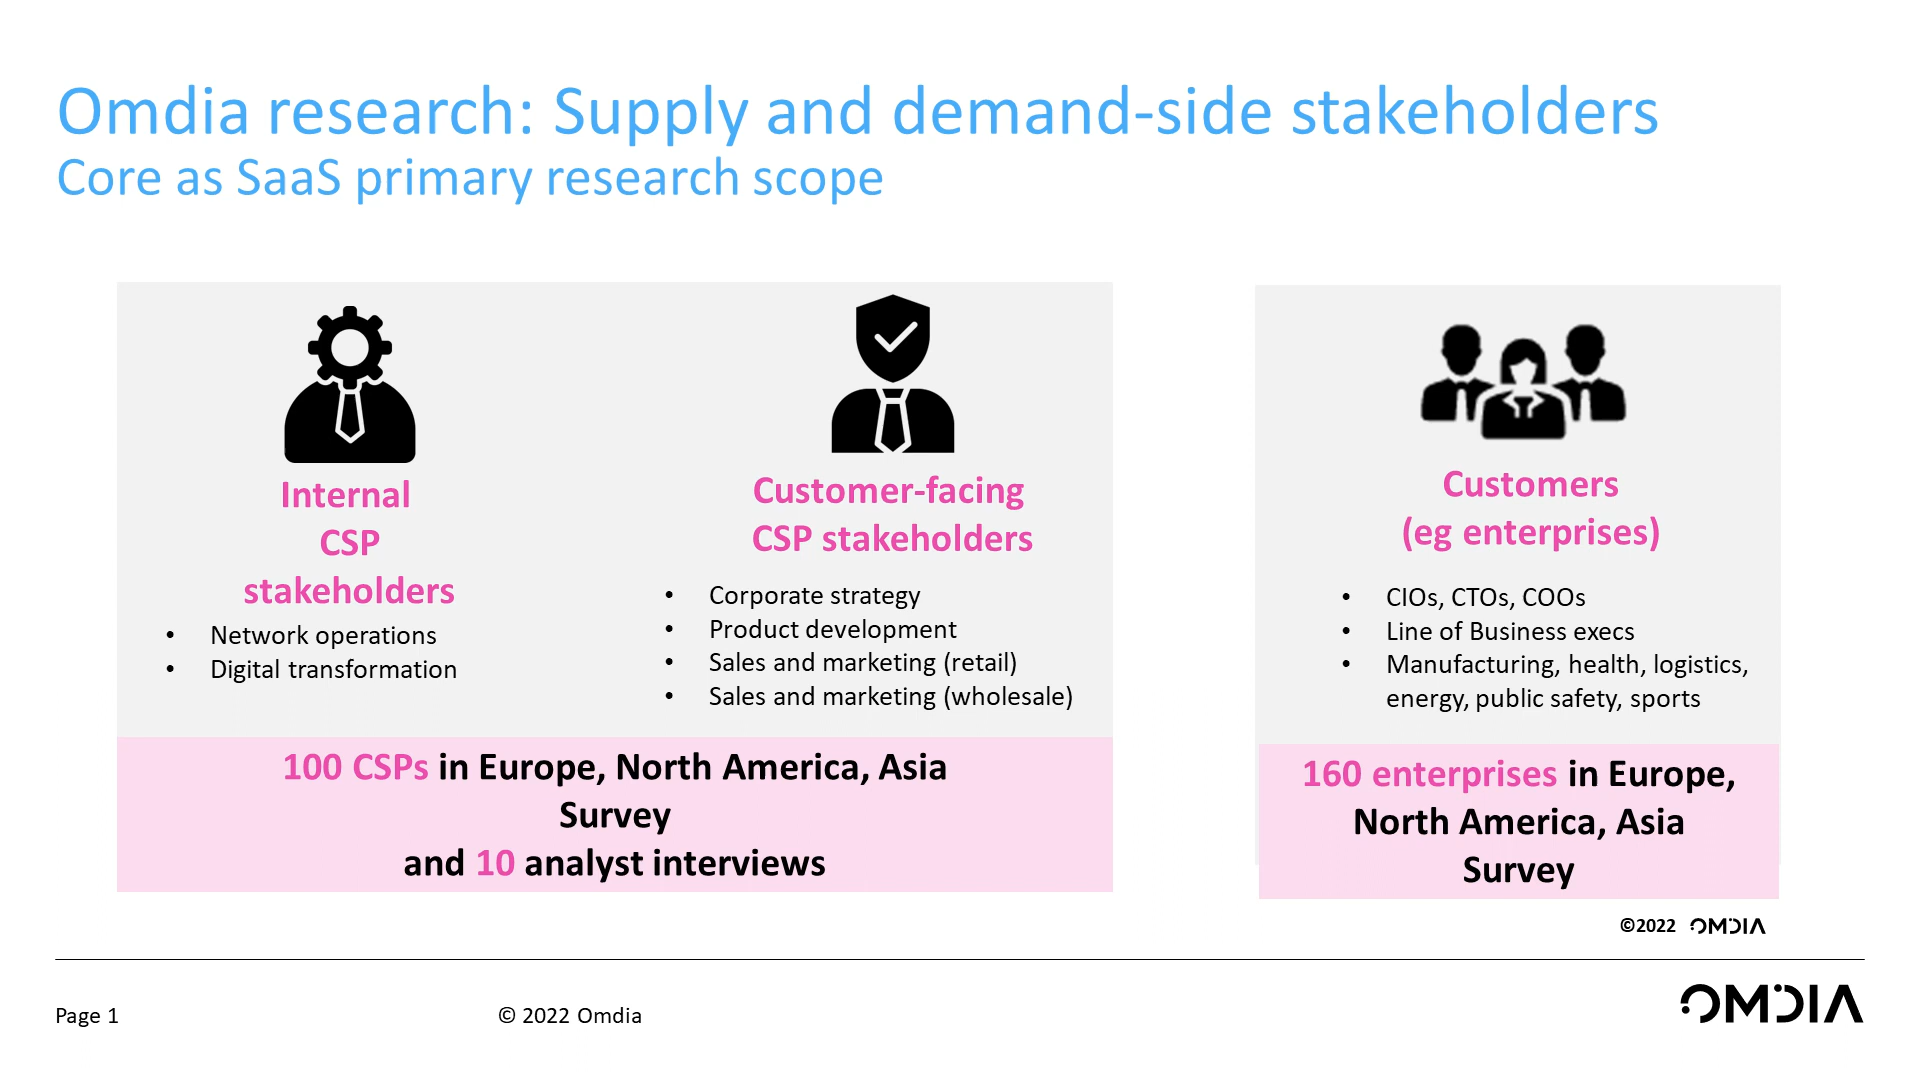 Omdia research: Supply and demand-side stakeholders
Core as SaaS primary research scope
Internal
CSP
stakeholders
• Network operations
• Digital transformation
Customer-facing
CSP stakeholders
• Corporate strategy
• Product development
• Sales and marketing (retail)
• Sales and marketing (wholesale)
100 CSPs in Europe, North America, Asia
Survey
and 10 analyst interviews
Customers
(eg enterprises)
• CIOs, CTOs, COOs
• Line of Business execs
• Manufacturing, health, logistics,
energy, public safety, sports
160 enterprises in Europe,
North America, Asia
Survey
©2022 OMDIA
Page 1
© 2022 Omdia
OMDIA